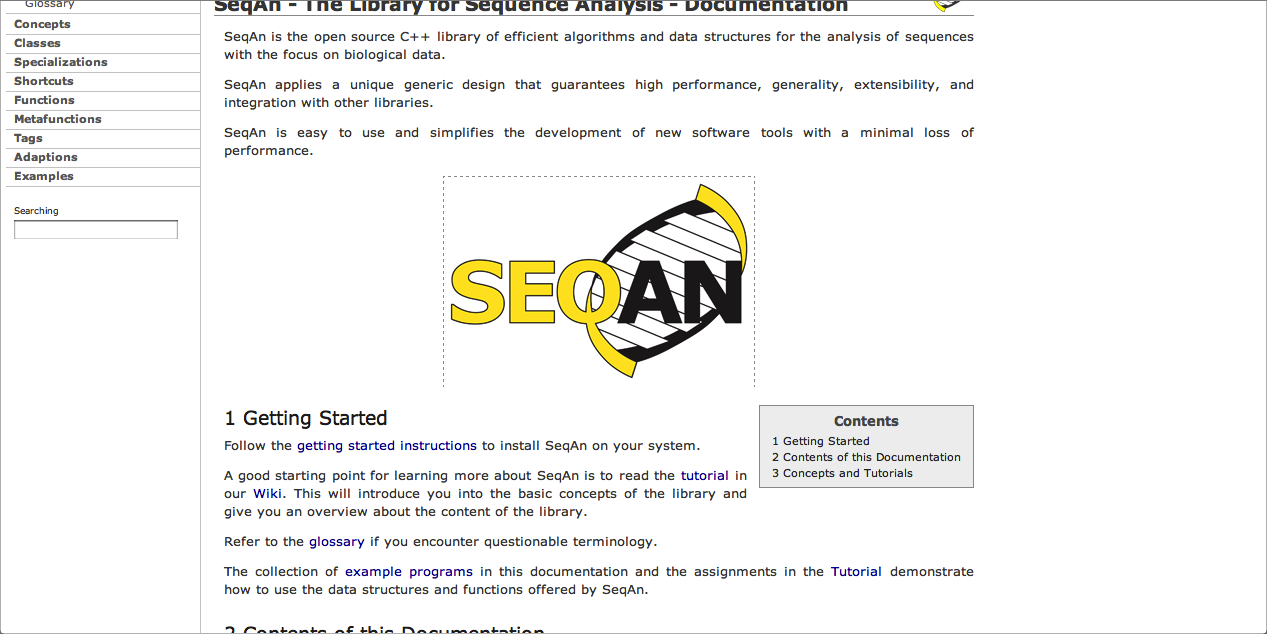 Glossary
Concepts
Classes
Specializations
Shortcuts
Functions
Metafunctions
Tags
Adaptions
Examples
Searching
SeqAn - The Library for Sequence Analysis - Documentation
SeqAn is the open source C++ library of efficient algorithms and data structures for the analysis of sequences
with the focus on biological data.
SeqAn applies a unique generic design that guarantees high performance, generality, extensibility, and
integration with other libraries.
SeqAn is easy to use and simplifies the development of new software tools with a minimal loss of
performance.
SEQAN
1 Getting Started
Follow the getting started instructions to install SeqAn on your system.
A good starting point for learning more about SeqAn is to read the tutorial in
our Wiki. This will introduce you into the basic concepts of the library and
give you an overview about the content of the library.
Refer to the glossary if you encounter questionable terminology.
The collection of example programs in this documentation and the assignments in the Tutorial demonstrate
how to use the data structures and functions offered by SeqAn.
Contents
1 Getting Started
2 Contents of this Documentation
3 Concepts and Tutorials
2 Contents of this Documentation